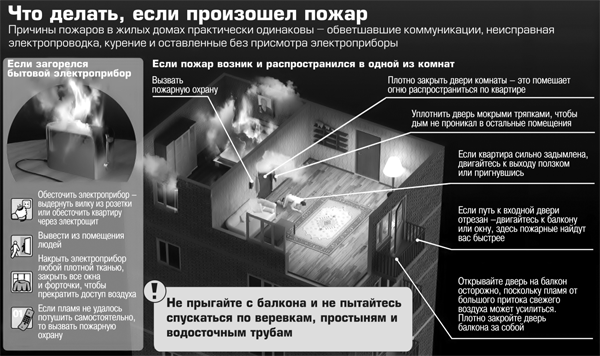 Что делать, если произошел пожар
Причины пожаров в жилых домах практически одинаковы – обветшавшие коммуникации, неисправная
электропроводка, курение и оставленные без присмотра электроприборы
Если загорелся
бытовой электроприбор
Обесточить электроприбор –
выдернуть вилку из розетки
или обесточить квартиру
через электрощит
Вывести из помещения
людей
Накрыть электроприбор
любой плотной тканью,
закрыть все окна
и форточки, чтобы
прекратить доступ воздуха
01
Если пламя не удалось
потушить самостоятельно,
то вызвать пожарную
охрану
Если пожар возник и распространился в одной из комнат
Вызвать
пожарную охрану
Плотно закрыть двери комнаты – это помешает
огню распространиться по квартире
Уплотнить дверь мокрыми тряпками, чтобы
дым не проникал в остальные помещения
Если квартира сильно задымлена,
двигайтесь к выходу ползком
или пригнувшись
Если путь к входной двери
отрезан –двигайтесь к балкону
или окну, здесь пожарные найдут
вас быстрее
Открывайте дверь на балкон
осторожно, поскольку пламя от
большого притока свежего
воздуха может усилиться.
Плотно закройте дверь
балкона за собой
!
Не прыгайте с балкона и не пытайтесь
спускаться по веревкам, простыням и
водосточным трубам